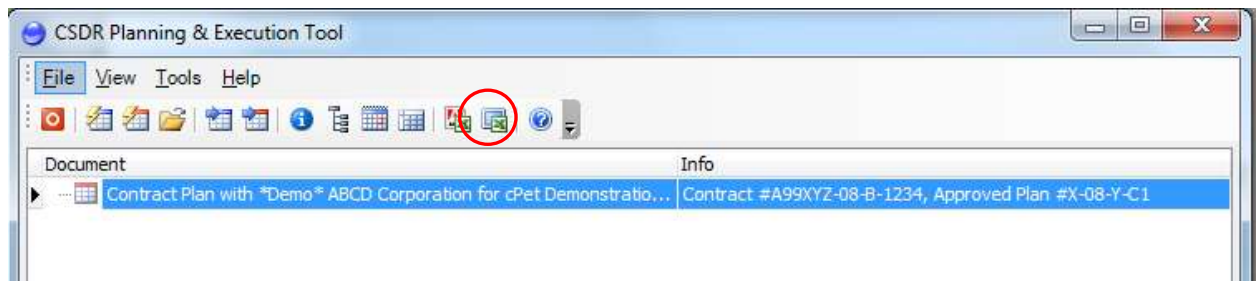 CSDR Planning & Execution Tool
File View Tools Help
Document Info
Contract Plan with *Demo* ABCD Corporation for cPet Demonstratio... Contract #A99XYZ-08-B-1234, Approved Plan #X-08-Y-C1